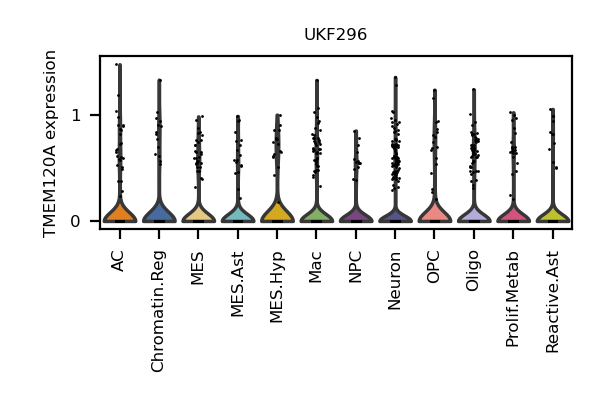 UKF296
TMEM120A expression
1
0
AC
Chromatin.Reg
MES
MES.Ast
MES.Hyp
Mac
NPC
Neuron
OPC
Oligo
Prolif.Metab
Reactive.Ast